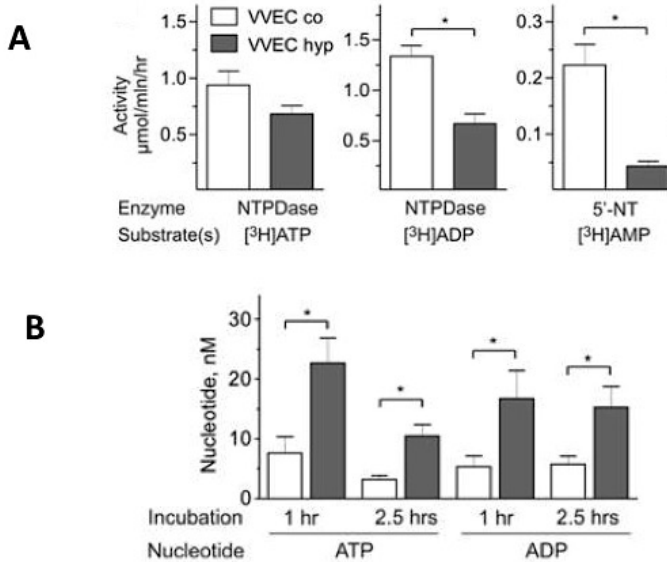 A
Activity
µmol/mln/hr
1.5
1.0
0.5
VVEC co
VVEC hyp
1.5
1.0
0.5
*
0.3
0.2
0.1
*
Enzyme NTPDase NTPDase 5'-NT
Substrate(s) [³H]ATP [³H]ADP [³H]AMP
B
Nucleotide, nM
30
20
10
0
* * * *
Incubation 1 hr 2.5 hrs 1 hr 2.5 hrs
Nucleotide ATP ADP